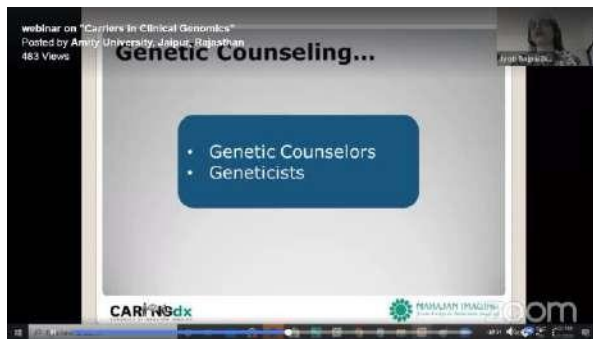 webinar on "Carriers in Clinical Genomics"
Posted by Amity University, Jaipur, Rajasthan
483 Views
Genetic Counseling...
• Genetic Counselors
• Geneticists
CARINGdx
MAHAJAN IMAGING
zoom